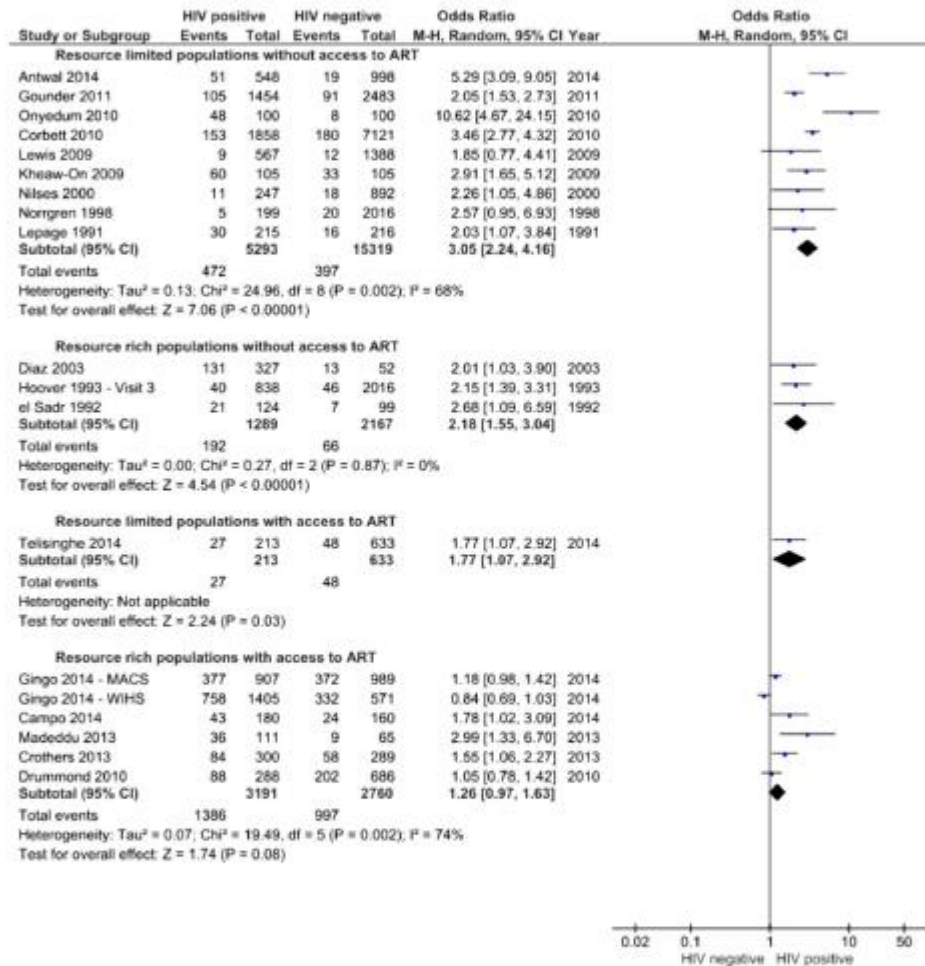 HIV positive HIV negative Odds Ratio Odds Ratio
Study or Subgroup Events Total Events Total M-H, Random, 95% CI Year M-H, Random, 95% CI
Resource limited populations without access to ART
Antwal 2014 51 548 19 998 5.29 [3.09, 9.05] 2014
Gounder 2011 105 1454 91 2483 2.05 [1.53, 2.73] 2011
Onyedum 2010 48 100 8 100 10.62 [4.67, 24.15] 2010
Corbett 2010 153 1858 180 7121 3.46 [2.77, 4.32] 2010
Lewis 2009 9 567 12 1388 1.85 [0.77, 4.41] 2009
Kheaw-On 2009 60 105 33 105 2.91 [1.65, 5.12] 2009
Nilses 2000 11 247 18 892 2.26 [1.05, 4.86] 2000
Norrgren 1998 5 199 20 2016 2.57 [0.95, 6.93] 1998
Lepage 1991 30 215 16 216 2.03 [1.07, 3.84] 1991
Subtotal (95% CI) 5293 15319 3.05 [2.24, 4.16]
Total events 472 397
Heterogeneity: Tau² = 0.13; Chi² = 24.96, df = 8 (P = 0.002); I² = 68%
Test for overall effect: Z = 7.06 (P < 0.00001)
Resource rich populations without access to ART
Diaz 2003 131 327 13 52 2.01 [1.03, 3.90] 2003
Hoover 1993 - Visit 3 40 838 46 2016 2.15 [1.39, 3.31] 1993
el Sadr 1992 21 124 7 99 2.68 [1.09, 6.59] 1992
Subtotal (95% CI) 1289 2167 2.18 [1.55, 3.04]
Total events 192 66
Heterogeneity: Tau² = 0.00; Chi² = 0.27, df = 2 (P = 0.87); I² = 0%
Test for overall effect: Z = 4.54 (P < 0.00001)
Resource limited populations with access to ART
Telisinghe 2014 27 213 48 633 1.77 [1.07, 2.92] 2014
Subtotal (95% CI) 213 633 1.77 [1.07, 2.92]
Total events 27 48
Heterogeneity: Not applicable
Test for overall effect: Z = 2.24 (P = 0.03)
Resource rich populations with access to ART
Gingo 2014 - MACS 377 907 372 989 1.18 [0.98, 1.42] 2014
Gingo 2014 - WIHS 758 1405 332 571 0.84 [0.69, 1.03] 2014
Campo 2014 43 180 24 160 1.78 [1.02, 3.09] 2014
Madeddu 2013 36 111 9 65 2.99 [1.33, 6.70] 2013
Crothers 2013 84 300 58 289 1.55 [1.06, 2.27] 2013
Drummond 2010 88 288 202 686 1.05 [0.78, 1.42] 2010
Subtotal (95% CI) 3191 2760 1.26 [0.97, 1.63]
Total events 1386 997
Heterogeneity: Tau² = 0.07; Chi² = 19.49, df = 5 (P = 0.002); I² = 74%
Test for overall effect: Z = 1.74 (P = 0.08)
0.02 0.1 1 10 50
HIV negative HIV positive